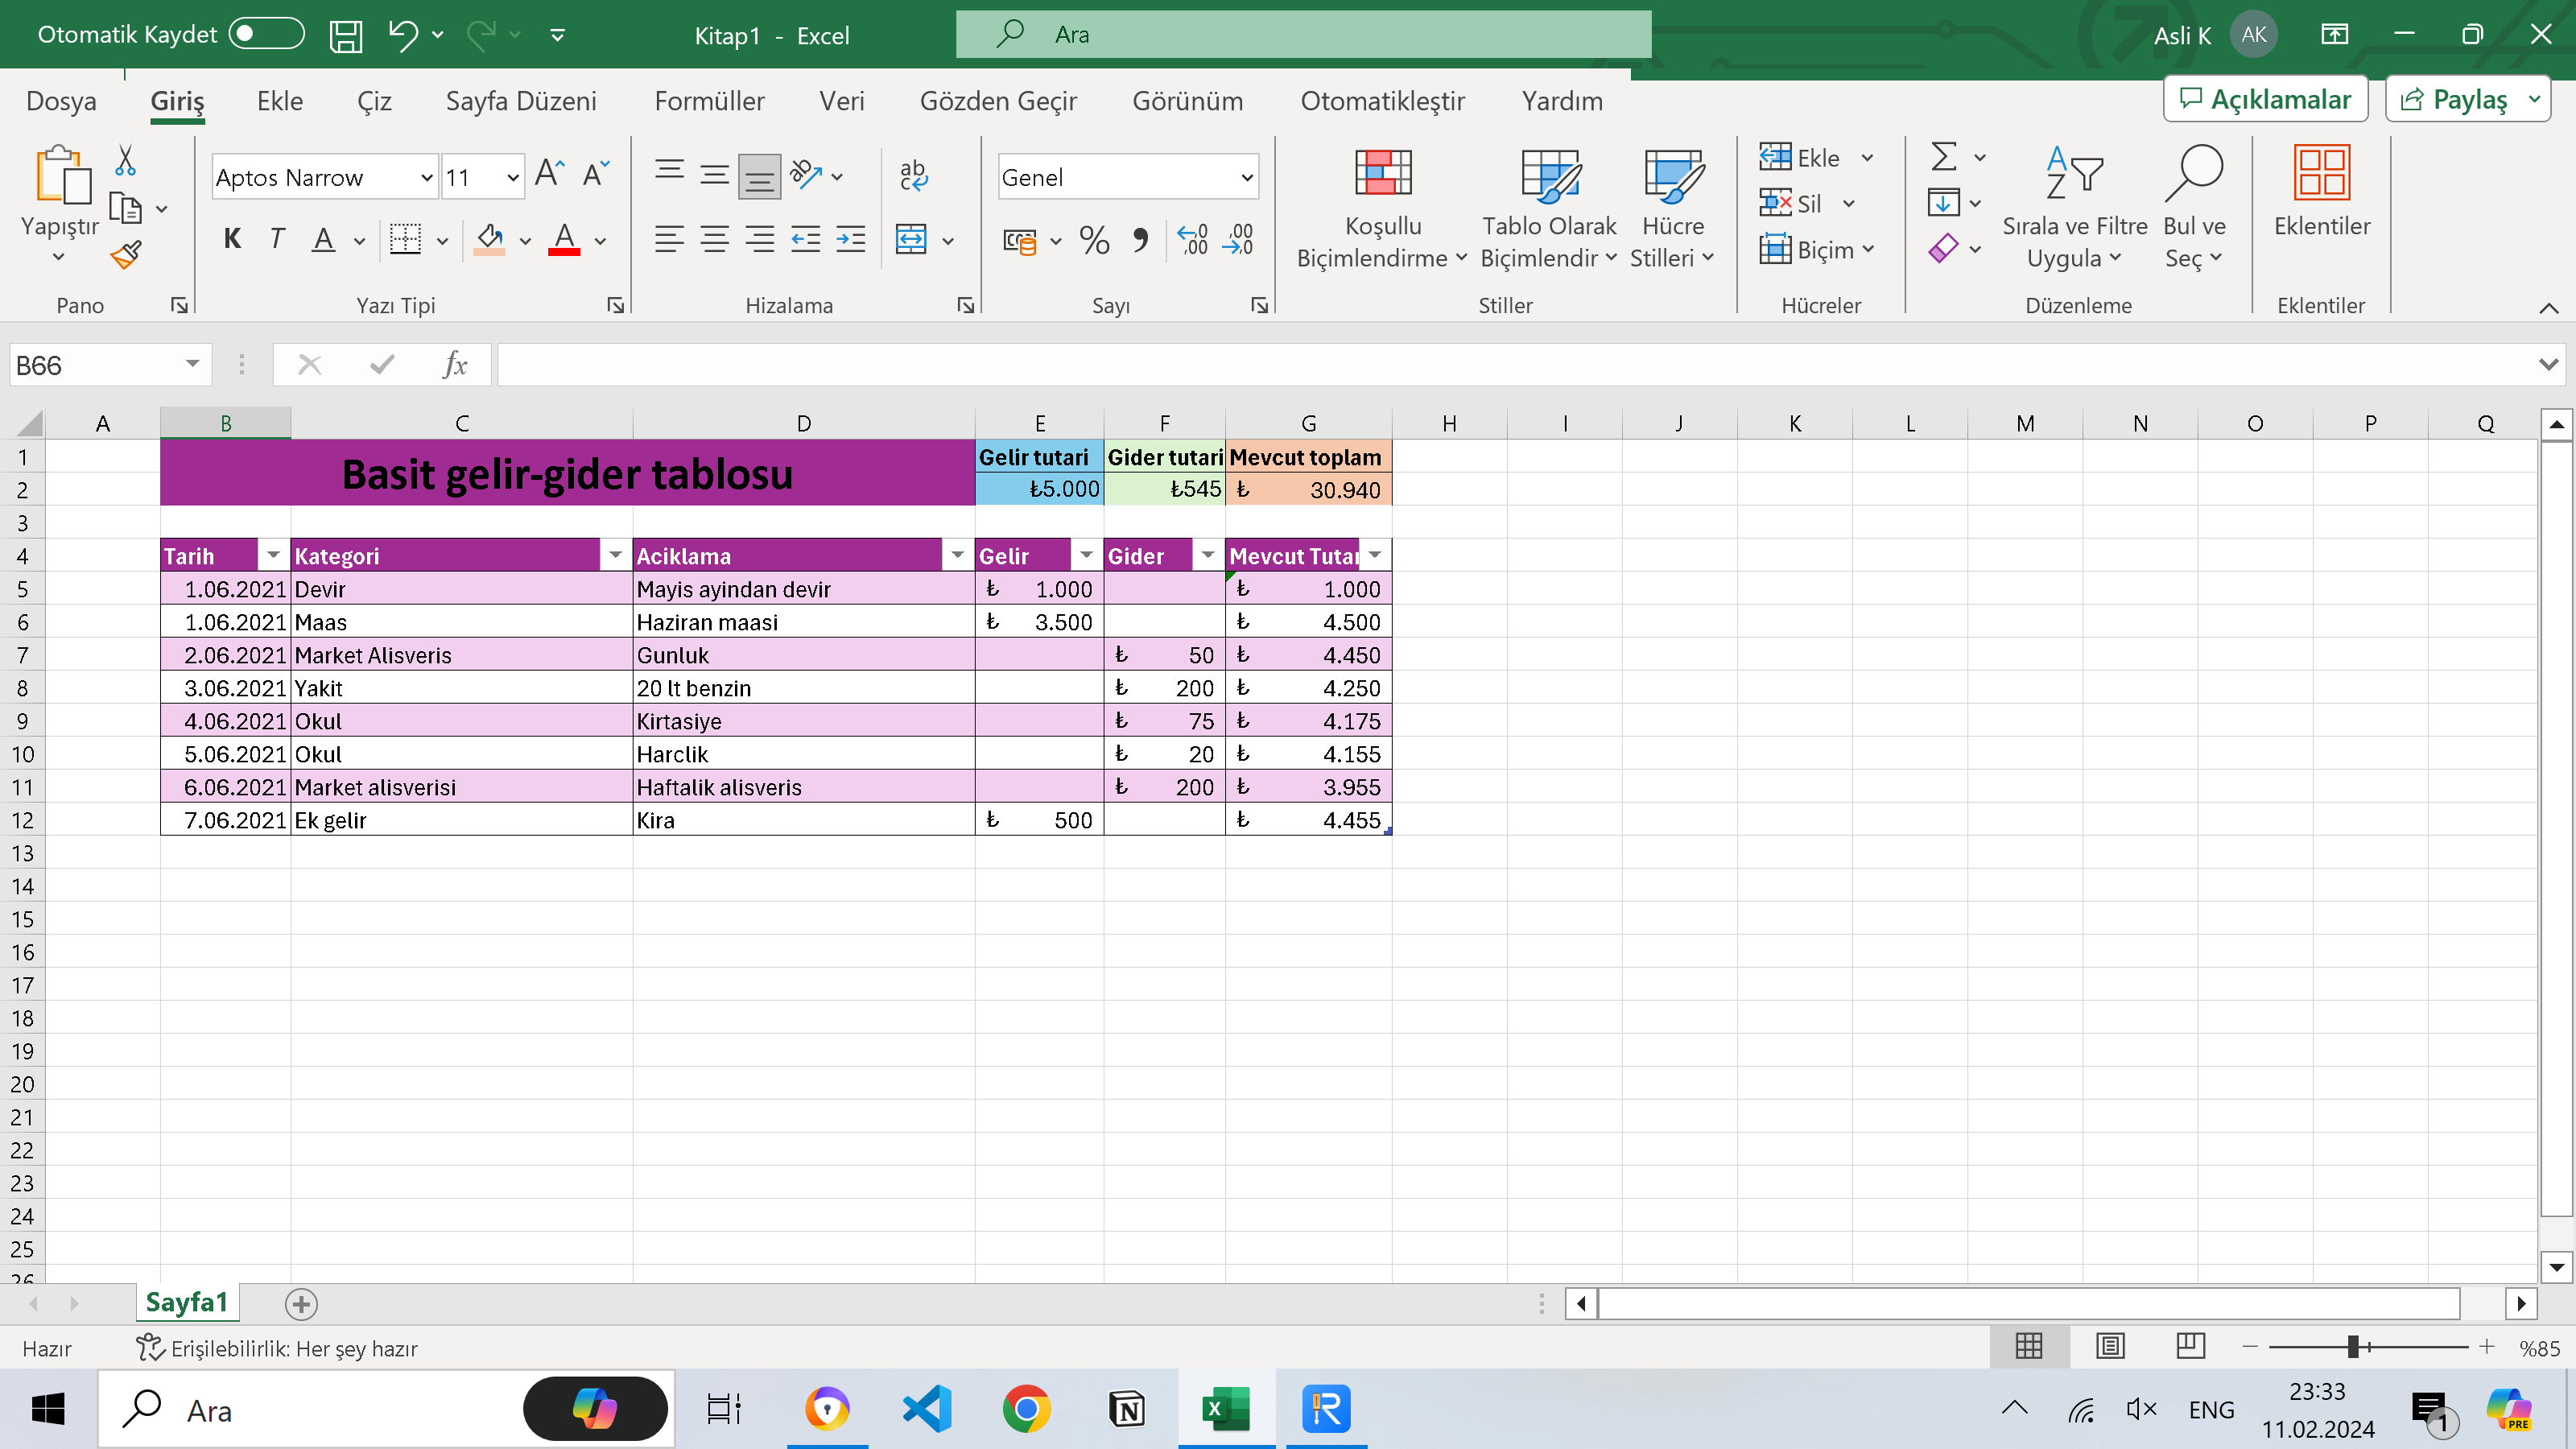 Otomatik Kaydet
Kitap1 - Excel
Ara
Asli K
AK
Dosya Giriş Ekle Çiz Sayfa Düzeni Formüller Veri Gözden Geçir Görünüm Otomatikleştir Yardım
Açıklamalar
Paylaş
Yapıştır
Pano
Aptos Narrow
11
K T A
Yazı Tipi
ab
c
Hizalama
Genel
%
Sayı
Koşullu
Biçimlendirme
Tablo Olarak
Biçimlendir
Hücre
Stilleri
Stiller
Ekle
Sil
Biçim
Hücreler
Σ
Sırala ve Filtre
Uygula
Bul ve
Seç
Düzenleme
Eklentiler
Eklentiler
B66
fx
A B C D E F G H I J K L M N O P Q
1 Basit gelir-gider tablosu Gelir tutari Gider tutari Mevcut toplam
2 ₺5.000 ₺545 ₺ 30.940
3
4 Tarih Kategori Aciklama Gelir Gider Mevcut Tutar
5 1.06.2021 Devir Mayis ayindan devir ₺ 1.000 ₺ 1.000
6 1.06.2021 Maas Haziran maasi ₺ 3.500 ₺ 4.500
7 2.06.2021 Market Alisveris Gunluk ₺ 50 ₺ 4.450
8 3.06.2021 Yakit 20 lt benzin ₺ 200 ₺ 4.250
9 4.06.2021 Okul Kirtasiye ₺ 75 ₺ 4.175
10 5.06.2021 Okul Harclik ₺ 20 ₺ 4.155
11 6.06.2021 Market alisverisi Haftalik alisveris ₺ 200 ₺ 3.955
12 7.06.2021 Ek gelir Kira ₺ 500 ₺ 4.455
13
14
15
16
17
18
19
20
21
22
23
24
25
26
Sayfa1
Hazır
Erişilebilirlik: Her şey hazır
%85
Ara
ENG
23:33
11.02.2024
1
PRE